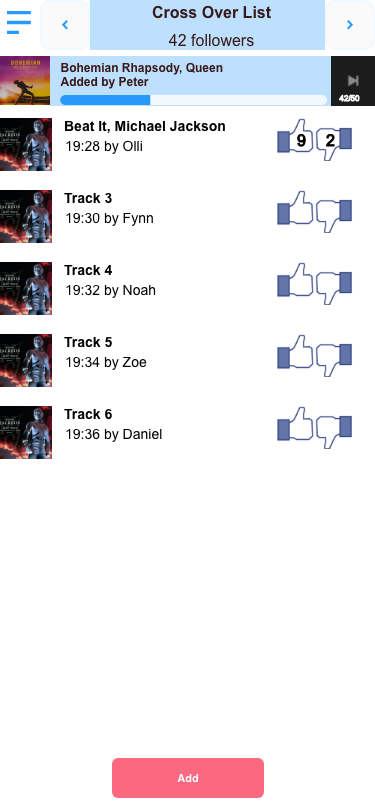 Cross Over List
42 followers
BOHEMIAN
Bohemian Rhapsody, Queen
Added by Peter
42/50
Beat It, Michael Jackson
19:28 by Olli
9 2
Track 3
19:30 by Fynn
Track 4
19:32 by Noah
Track 5
19:34 by Zoe
Track 6
19:36 by Daniel
Add